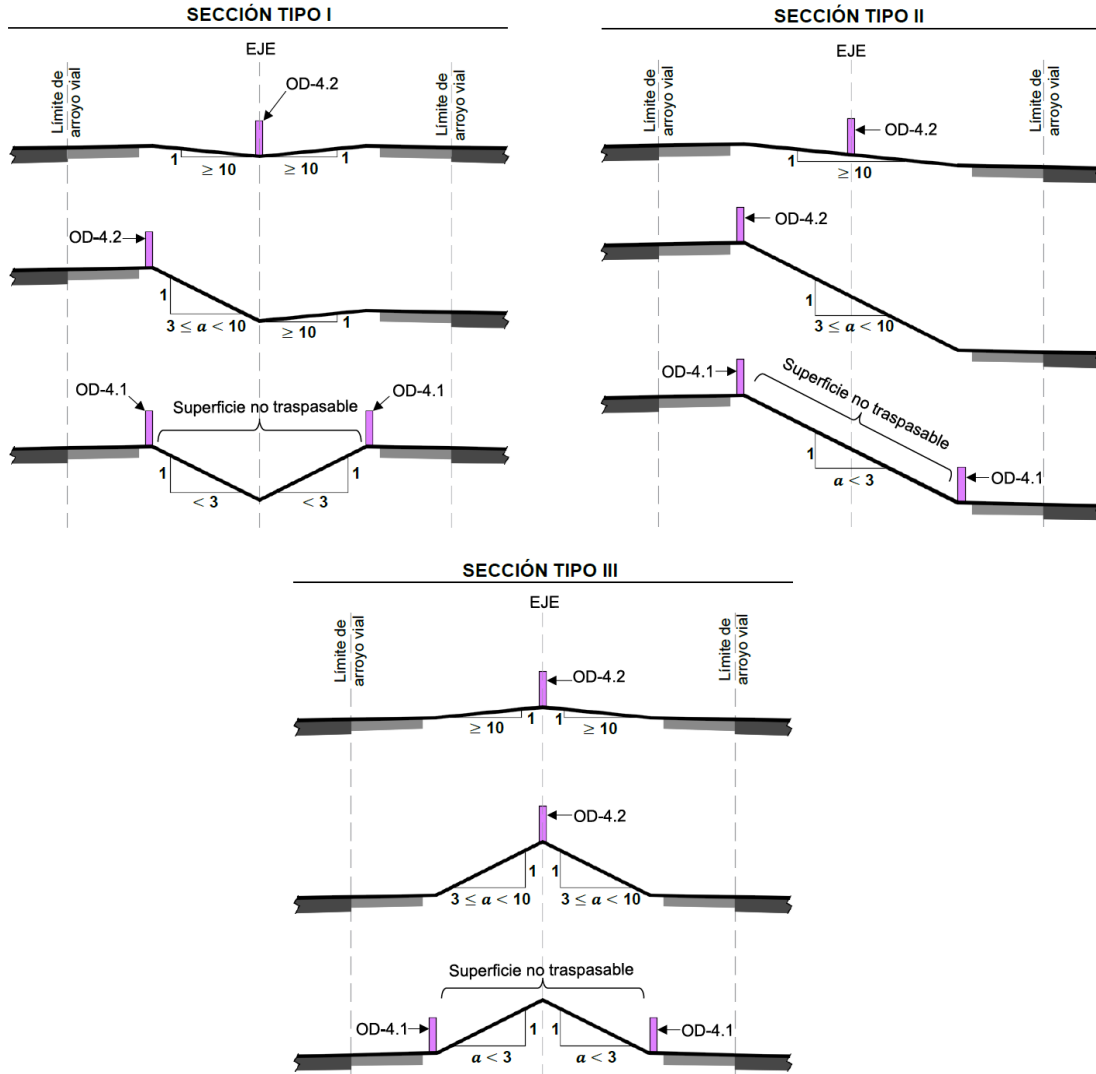 SECCIÓN TIPO I
EJE
Límite de
arroyo vial
OD-4.2
Límite de
arroyo vial
1
≥ 10
≥ 10
1
OD-4.2
1
3 ≤ a < 10
≥ 10
1
OD-4.1
Superficie no traspasable
OD-4.1
1
< 3
< 3
1
SECCIÓN TIPO II
EJE
Límite de
arroyo vial
OD-4.2
Límite de
arroyo vial
1
≥ 10
OD-4.2
1
3 ≤ a < 10
OD-4.1
Superficie no traspasable
1
a < 3
OD-4.1
SECCIÓN TIPO III
EJE
Límite de
arroyo vial
OD-4.2
Límite de
arroyo vial
≥ 10
1
1
≥ 10
OD-4.2
3 ≤ a < 10
1
1
3 ≤ a < 10
Superficie no traspasable
OD-4.1
a < 3
1
1
a < 3
OD-4.1